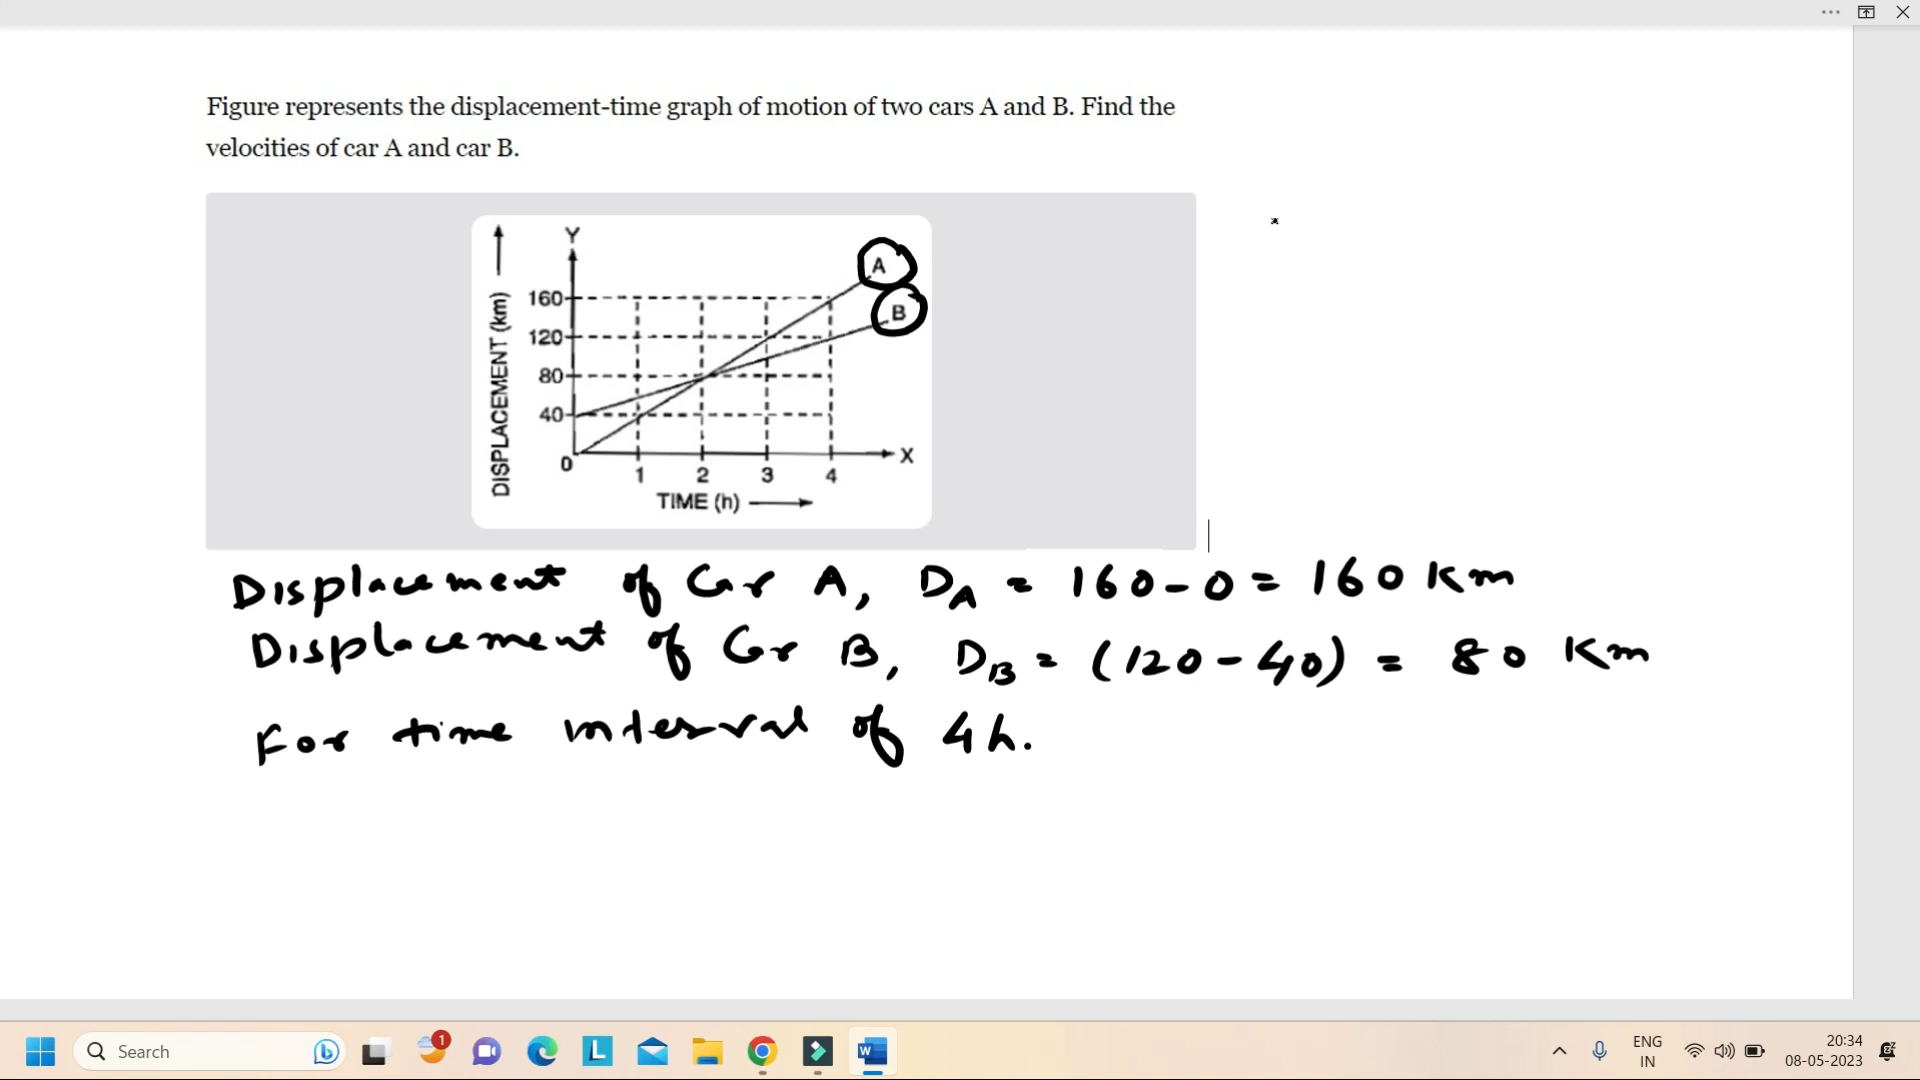 Figure represents the displacement-time graph of motion of two cars A and B. Find the
velocities of car A and car B.
Y
A
B
160
120
80
40
0
1 2 3 4
X
DISPLACEMENT (km)
TIME (h)
Displacement of Car A, DA = 160-0 = 160 Km
Displacement of Car B, DB = (120-40) = 80 Km
For time interval of 4h.
Search
1
L
W
ENG
IN
20:34
08-05-2023